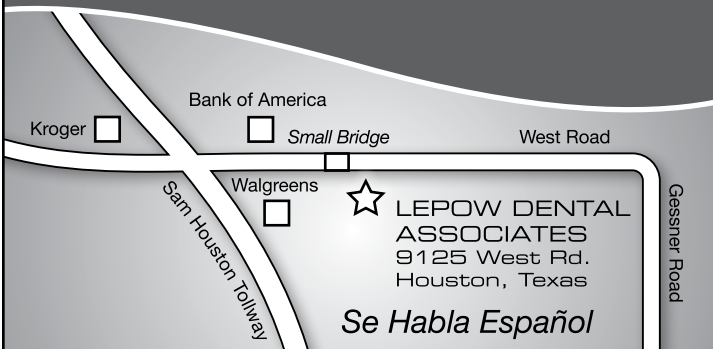 Bank of America
Kroger
Small Bridge
West Road
Walgreens
Sam Houston Tollway
Gessner Road
LEPOW DENTAL
ASSOCIATES
9125 West Rd.
Houston, Texas
Se Habla Español